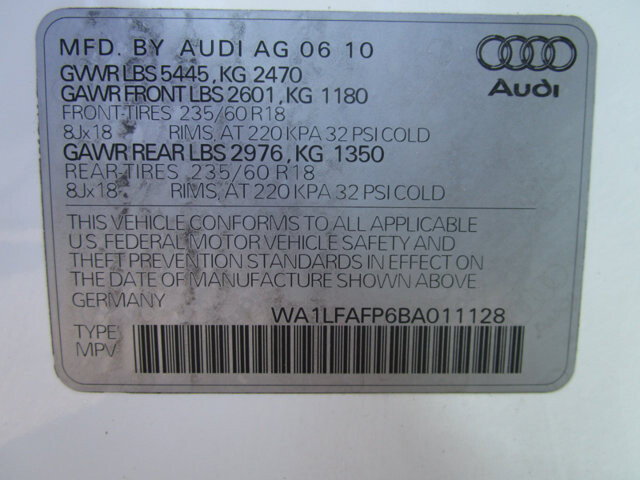 MFD. BY AUDI AG 06 10
GVWR LBS 5445, KG 2470
GAWR FRONT LBS 2601, KG 1180
FRONT-TIRES 235/60 R18
8Jx18 RIMS, AT 220 KPA 32 PSI COLD
GAWR REAR LBS 2976, KG 1350
REAR-TIRES 235/60 R18
8Jx18 RIMS, AT 220 KPA 32 PSI COLD
Audi
THIS VEHICLE CONFORMS TO ALL APPLICABLE
U.S. FEDERAL MOTOR VEHICLE SAFETY AND
THEFT PREVENTION STANDARDS IN EFFECT ON
THE DATE OF MANUFACTURE SHOWN ABOVE
GERMANY
WA1LFAFP6BA011128
TYPE
MPV